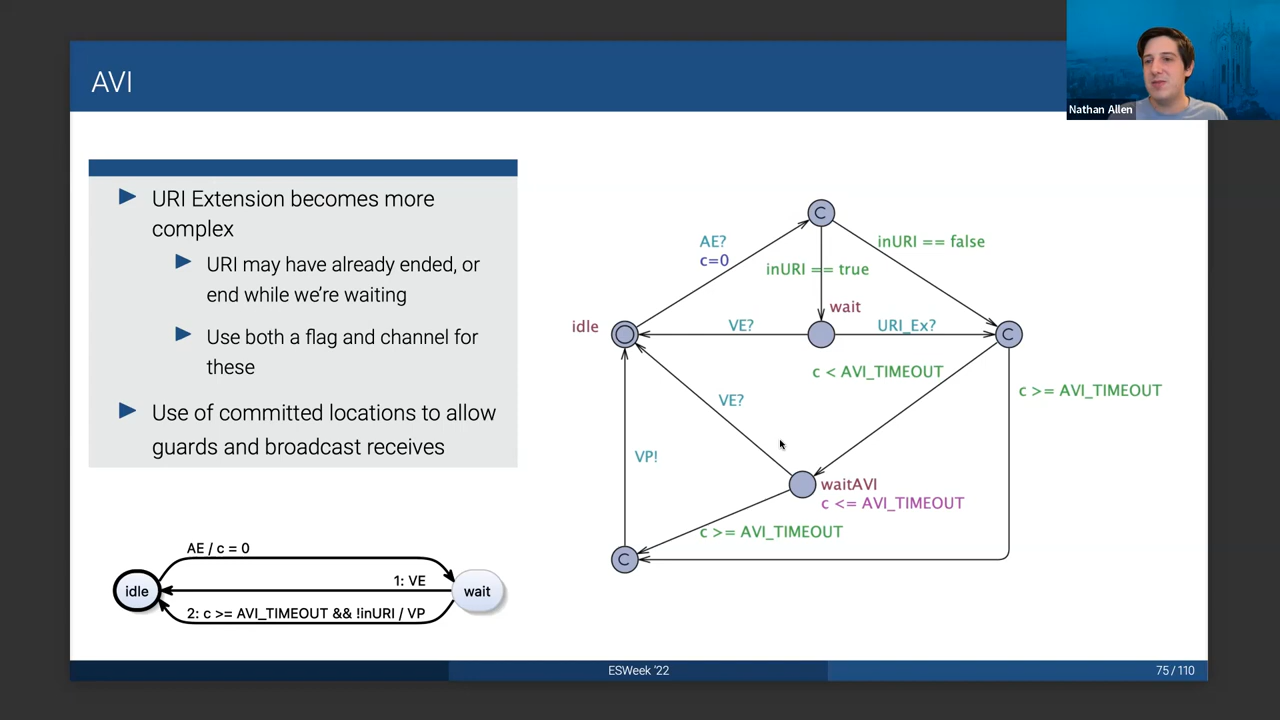 AVI
Nathan Allen
URI Extension becomes more
complex
URI may have already ended, or
end while we're waiting
Use both a flag and channel for
these
Use of committed locations to allow
guards and broadcast receives
AE / c = 0
idle
1: VE
wait
2: c >= AVI_TIMEOUT && !inURI / VP
C
AE?
c=0
inURI == false
inURI == true
wait
idle
VE?
URI_Ex?
C
c < AVI_TIMEOUT
c >= AVI_TIMEOUT
VE?
VP!
waitAVI
c <= AVI_TIMEOUT
c >= AVI_TIMEOUT
C
ESWeek '22
75 / 110